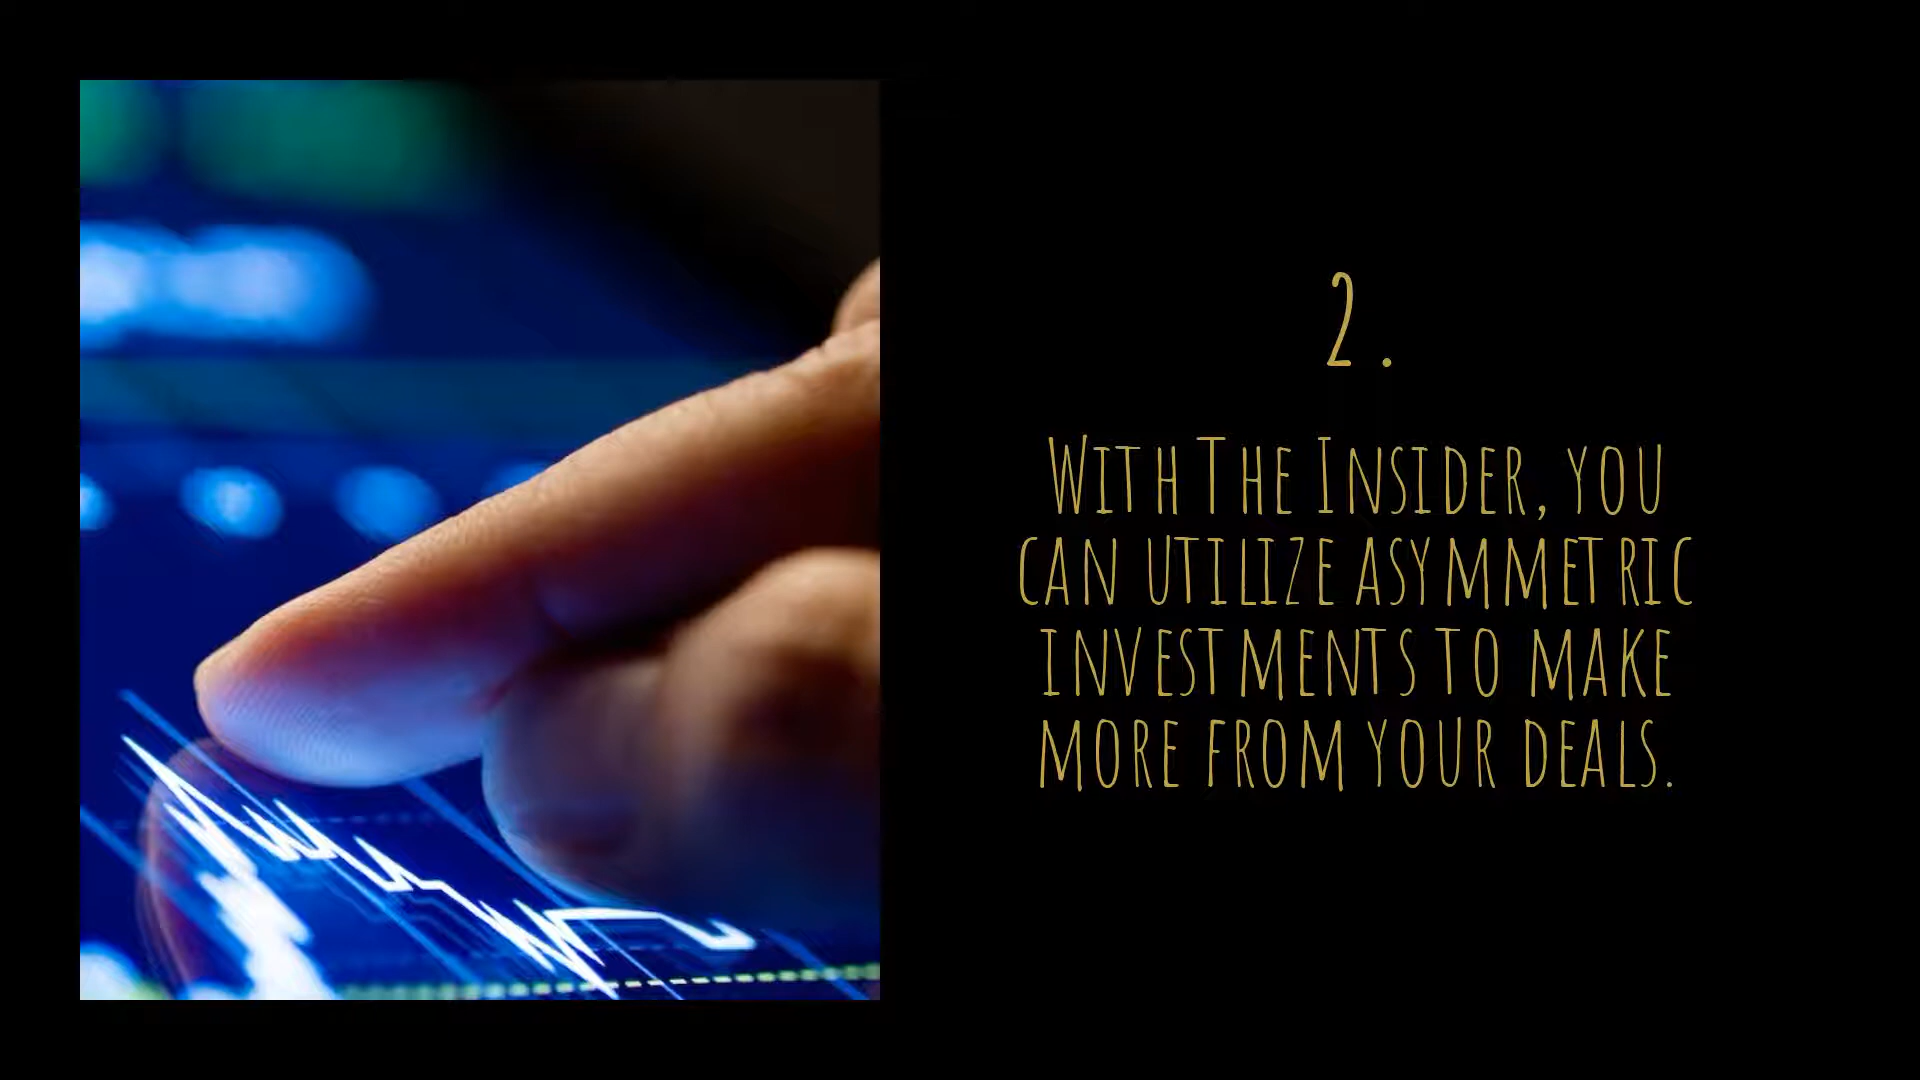 2.
With The Insider, you
can utilize asymmetric
investments to make
more from your deals.